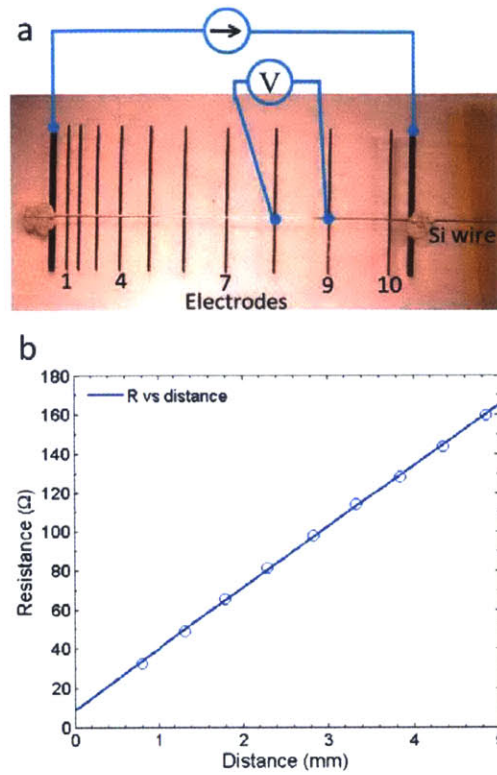 a
V
Si wire
1 4 7 9 10
Electrodes
b
180
R vs distance
160
140
120
100
80
60
40
20
0
Resistance (Ω)
0 1 2 3 4 5
Distance (mm)